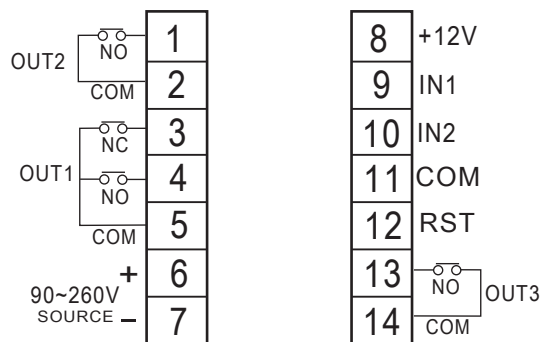 1
NO
OUT2
2
COM
3
NC
OUT1
4
NO
5
COM
+ 6
90~260V
SOURCE – 7
8 +12V
9 IN1
10 IN2
11 COM
12 RST
13
NO
OUT3
14
COM